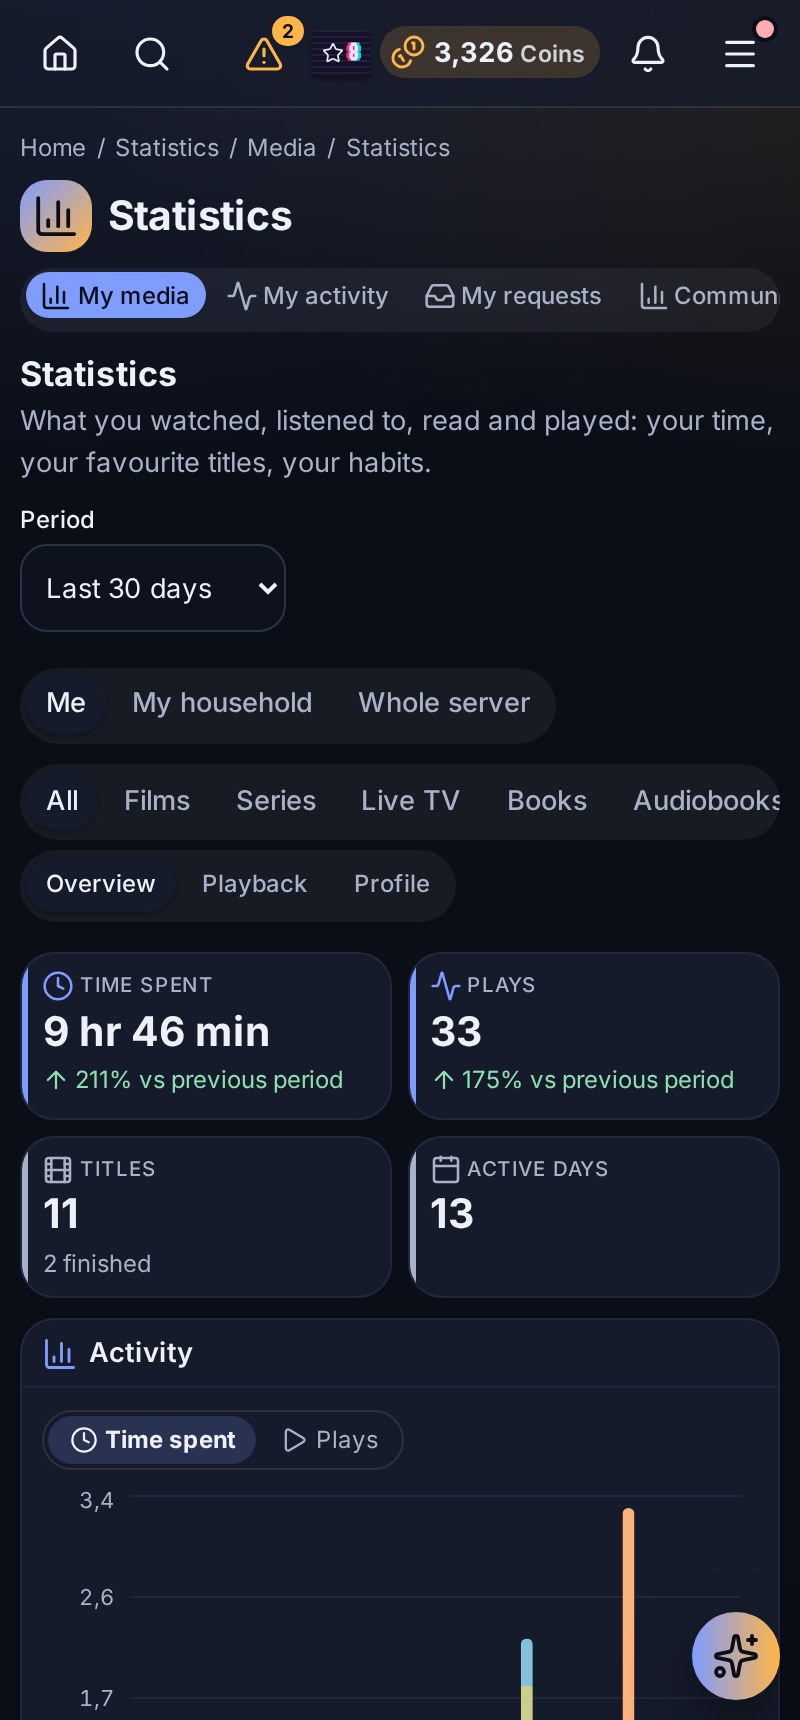 2
8
3,326 Coins
Home / Statistics / Media / Statistics
Statistics
My media My activity My requests Commun
Statistics
What you watched, listened to, read and played: your time,
your favourite titles, your habits.
Period
Last 30 days
Me My household Whole server
All Films Series Live TV Books Audiobooks
Overview Playback Profile
TIME SPENT
9 hr 46 min
↑ 211% vs previous period
PLAYS
33
↑ 175% vs previous period
TITLES
11
2 finished
ACTIVE DAYS
13
Activity
Time spent Plays
3,4
2,6
1,7